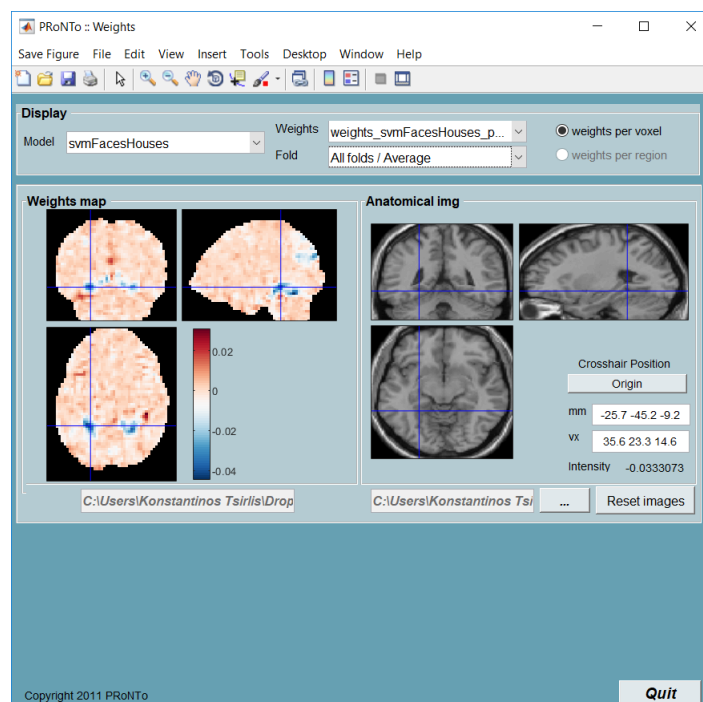 PRoNTo :: Weights
Save Figure File Edit View Insert Tools Desktop Window Help
Display
Model svmFacesHouses
Weights weights_svmFacesHouses_p...
Fold All folds / Average
weights per voxel
weights per region
Weights map
0.02
0
-0.02
-0.04
C:\Users\Konstantinos Tsirlis\Drop
Anatomical img
Crosshair Position
Origin
mm -25.7 -45.2 -9.2
vx 35.6 23.3 14.6
Intensity -0.0333073
C:\Users\Konstantinos Tsi
...
Reset images
Copyright 2011 PRoNTo
Quit